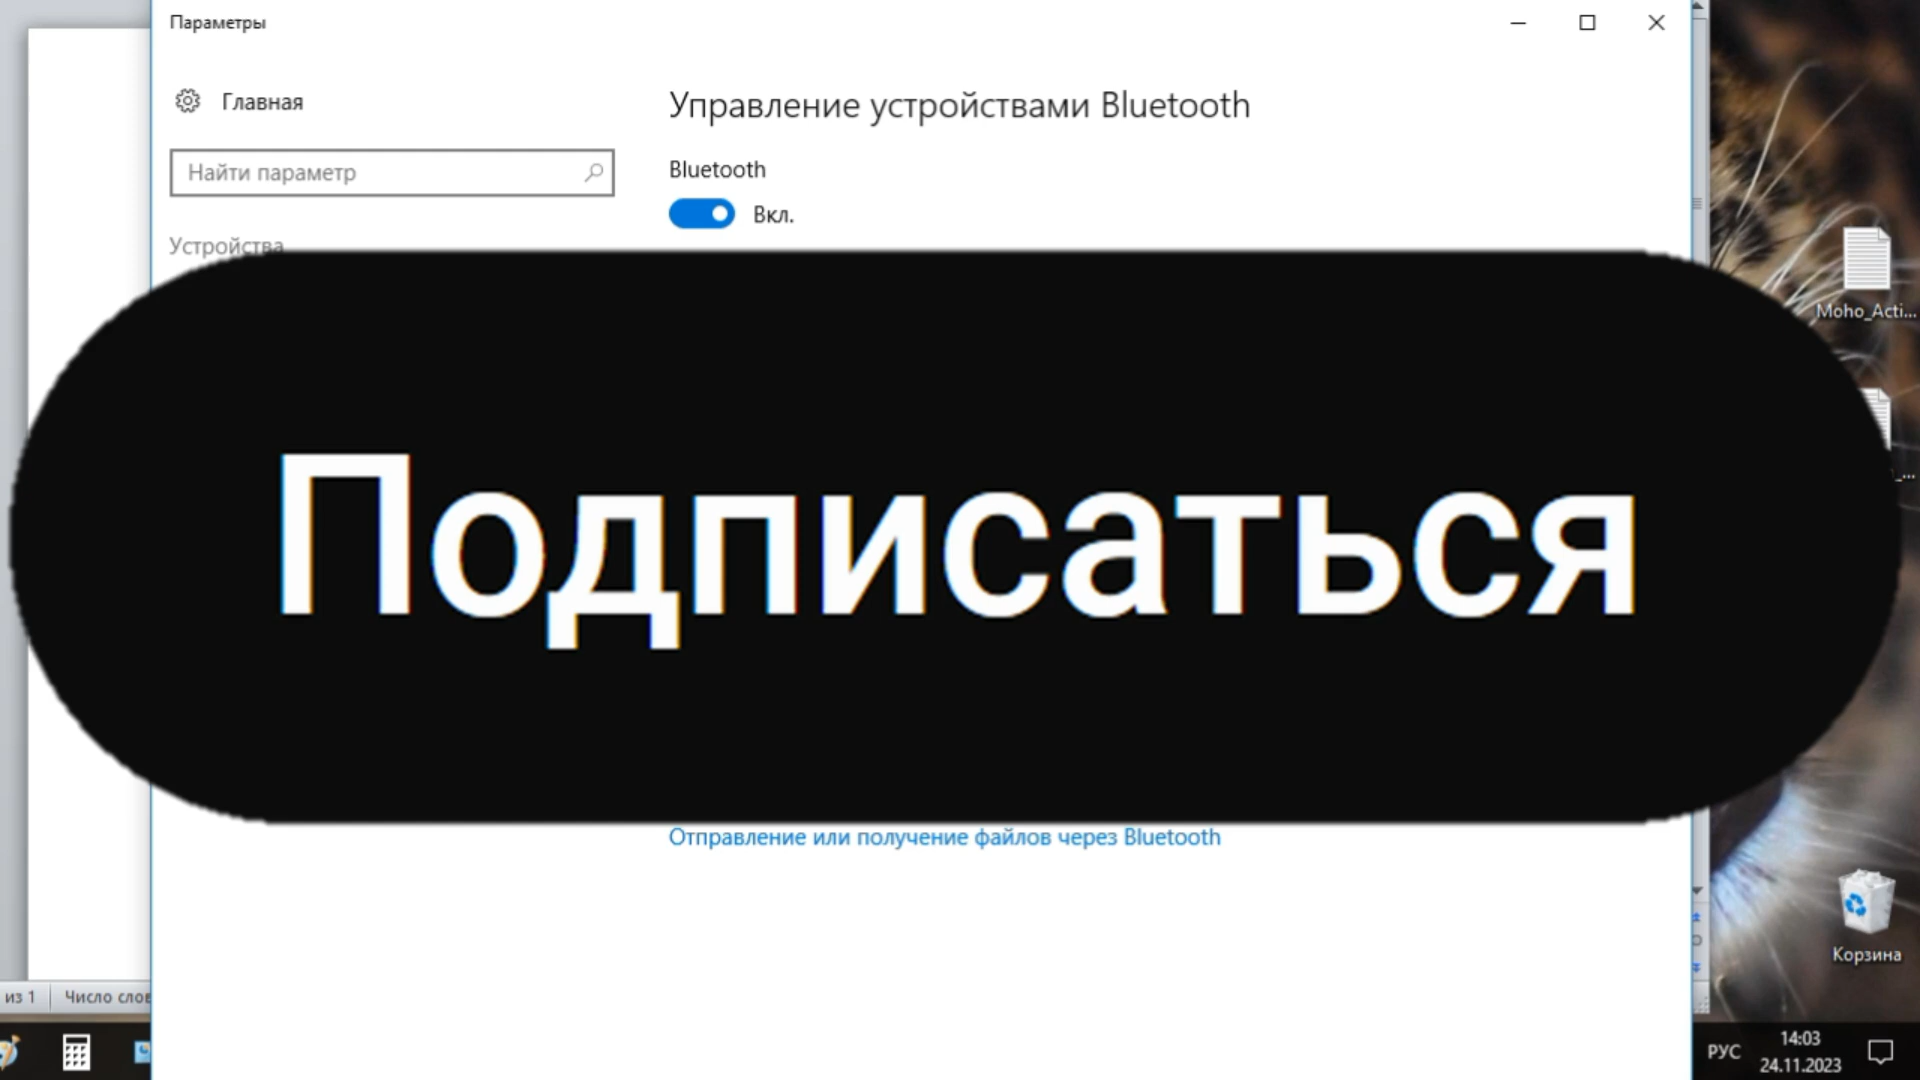 Параметры
Главная
Найти параметр
Устройства
Управление устройствами Bluetooth
Bluetooth
Вкл.
Подписаться
Отправление или получение файлов через Bluetooth
Moho_Acti...
_...
Корзина
из 1
Число слов
РУС
14:03
24.11.2023